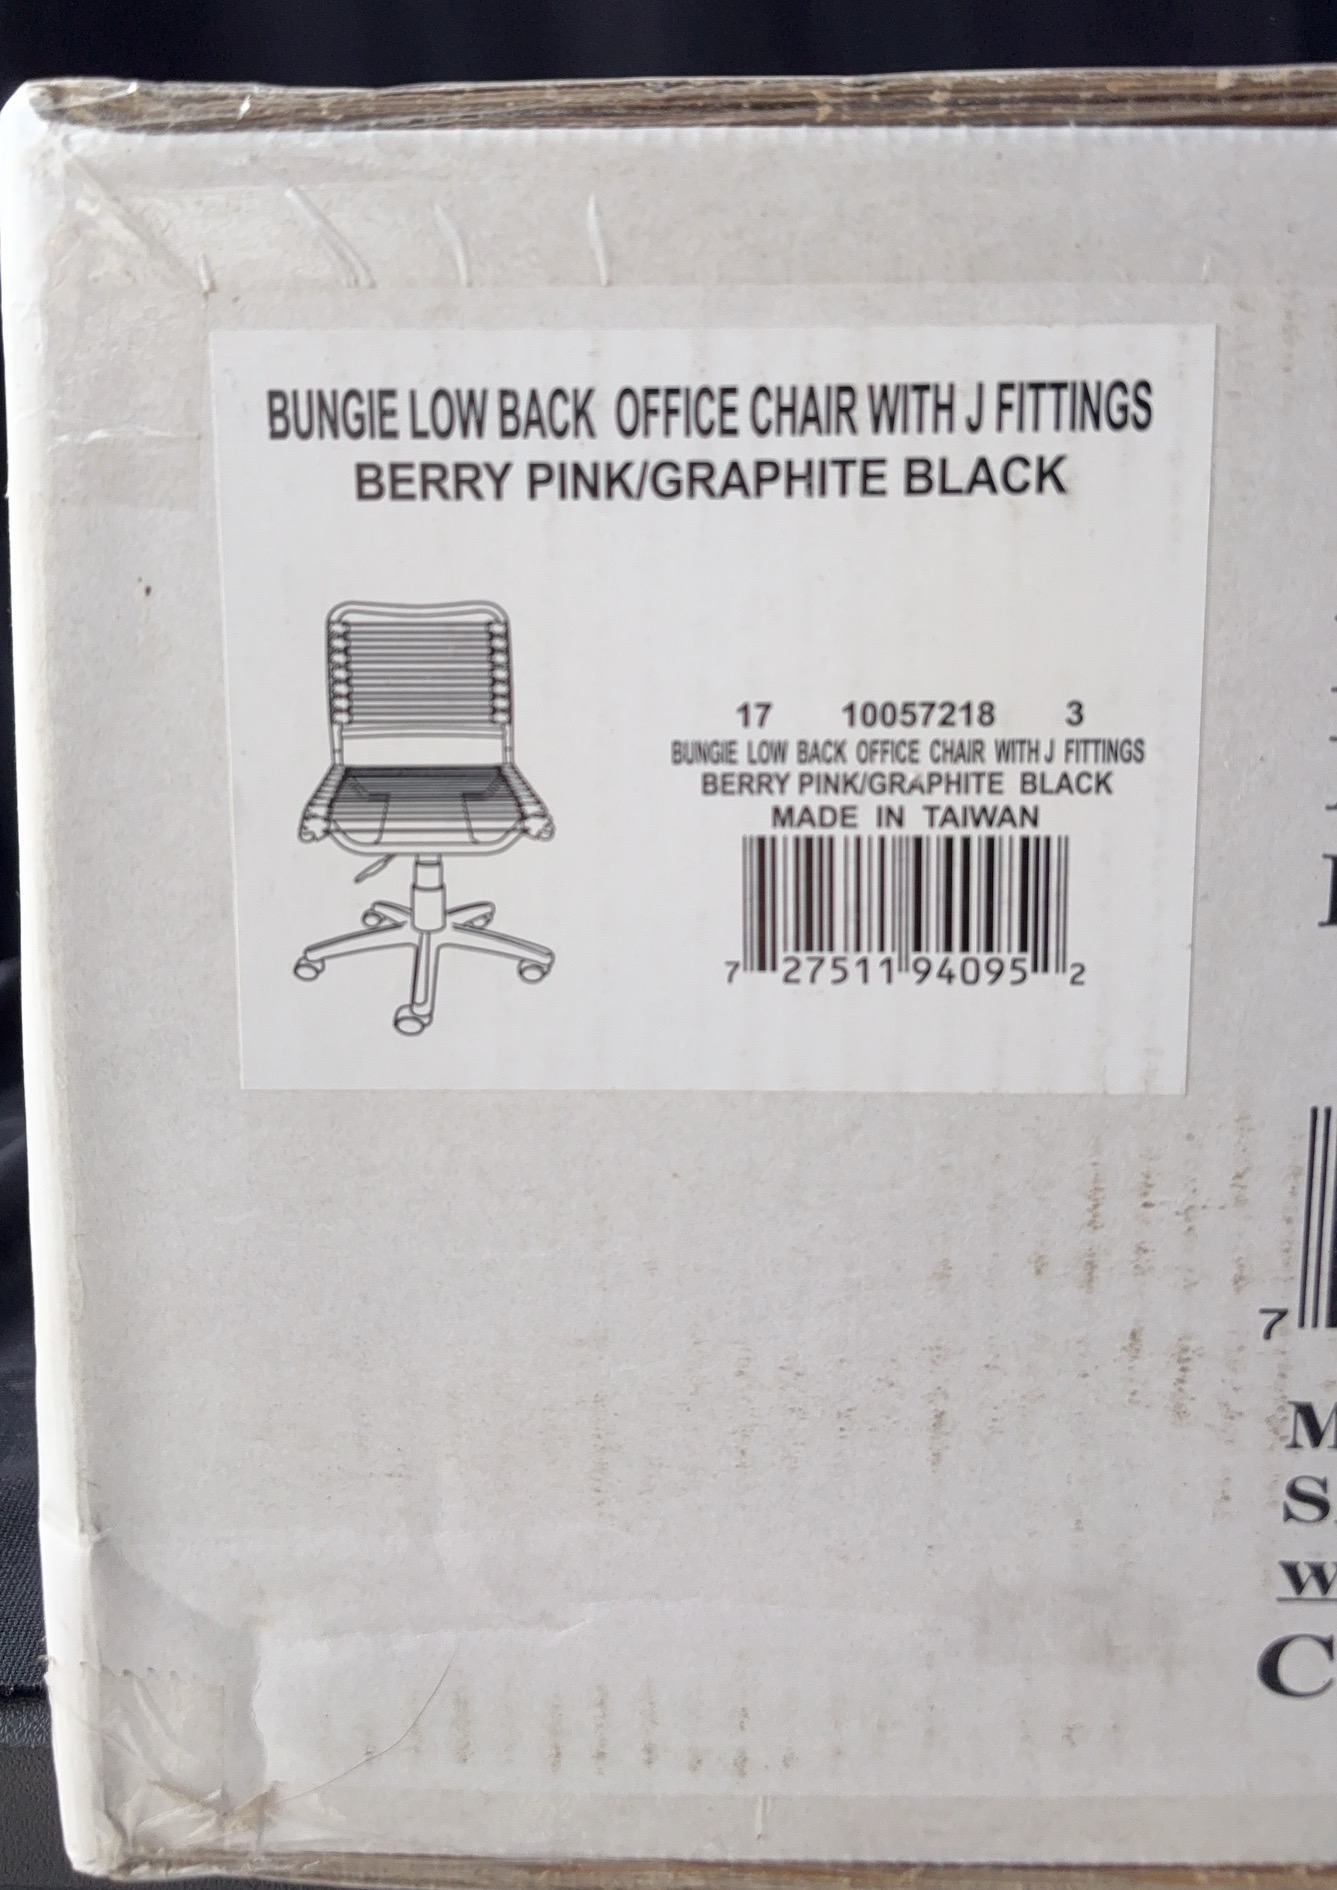 BUNGIE LOW BACK OFFICE CHAIR WITH J FITTINGS
BERRY PINK/GRAPHITE BLACK
17 10057218 3
BUNGIE LOW BACK OFFICE CHAIR WITH J FITTINGS
BERRY PINK/GRAPHITE BLACK
MADE IN TAIWAN
7 27511 94095 2
7
M
S
w
C